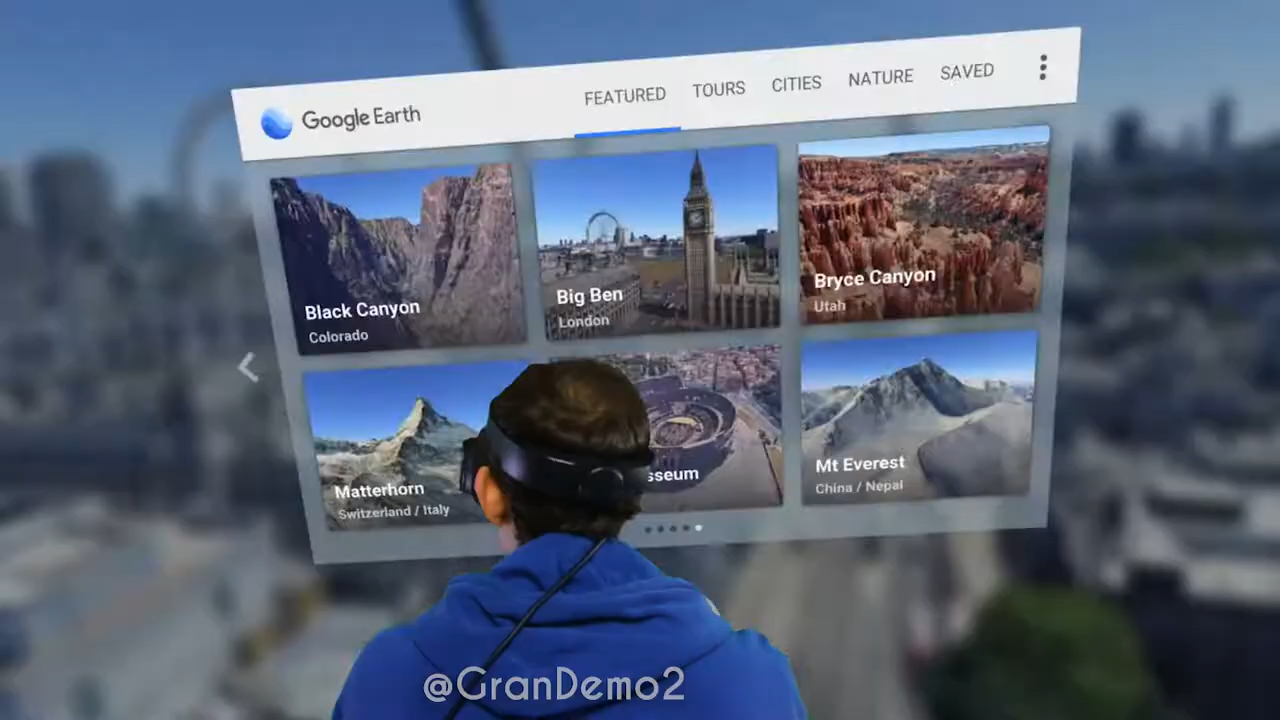 Google Earth
FEATURED
TOURS
CITIES
NATURE
SAVED
Black Canyon
Colorado
Big Ben
London
Bryce Canyon
Utah
Matterhorn
Switzerland / Italy
sseum
Mt Everest
China / Nepal
@GranDemo2